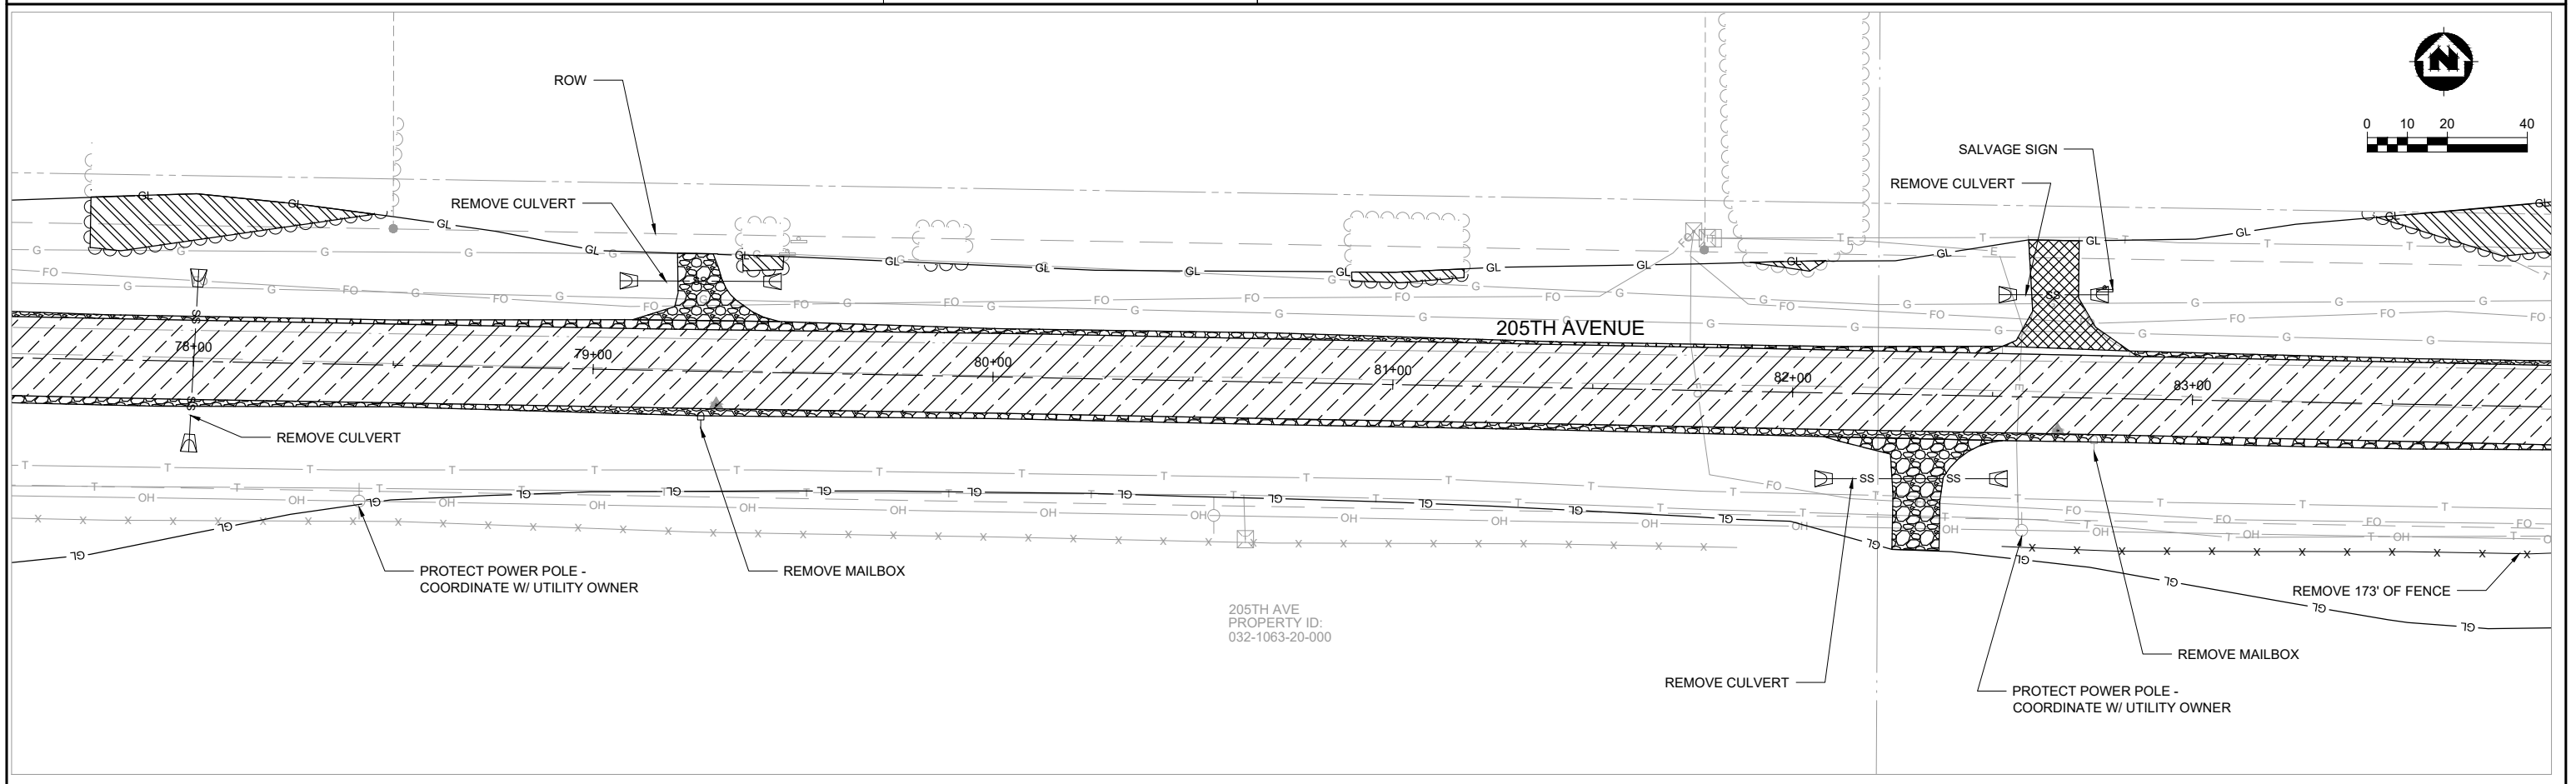 ROW
0 10 20 40
SALVAGE SIGN
REMOVE CULVERT
REMOVE CULVERT
205TH AVENUE
78+00
79+00
80+00
81+00
82+00
83+00
REMOVE CULVERT
PROTECT POWER POLE -
COORDINATE W/ UTILITY OWNER
REMOVE MAILBOX
205TH AVE
PROPERTY ID:
032-1063-20-000
REMOVE 173' OF FENCE
REMOVE MAILBOX
REMOVE CULVERT
PROTECT POWER POLE -
COORDINATE W/ UTILITY OWNER